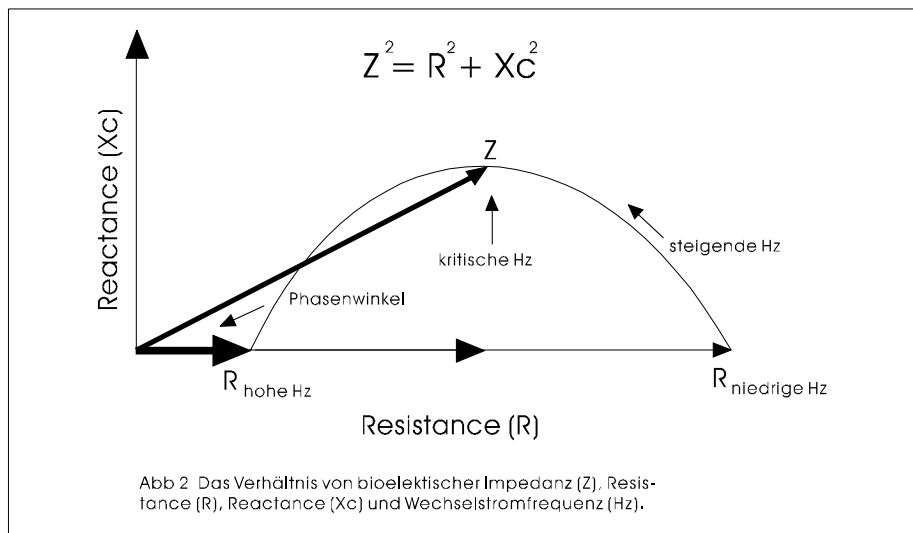 Z² = R² + Xc²
Reactance (Xc)
Z
steigende Hz
kritische Hz
Phasenwinkel
R hohe Hz
R niedrige Hz
Resistance (R)
Abb 2 Das Verhältnis von bioelektischer Impedanz (Z), Resis-
tance (R), Reactance (Xc) und Wechselstromfrequenz (Hz).